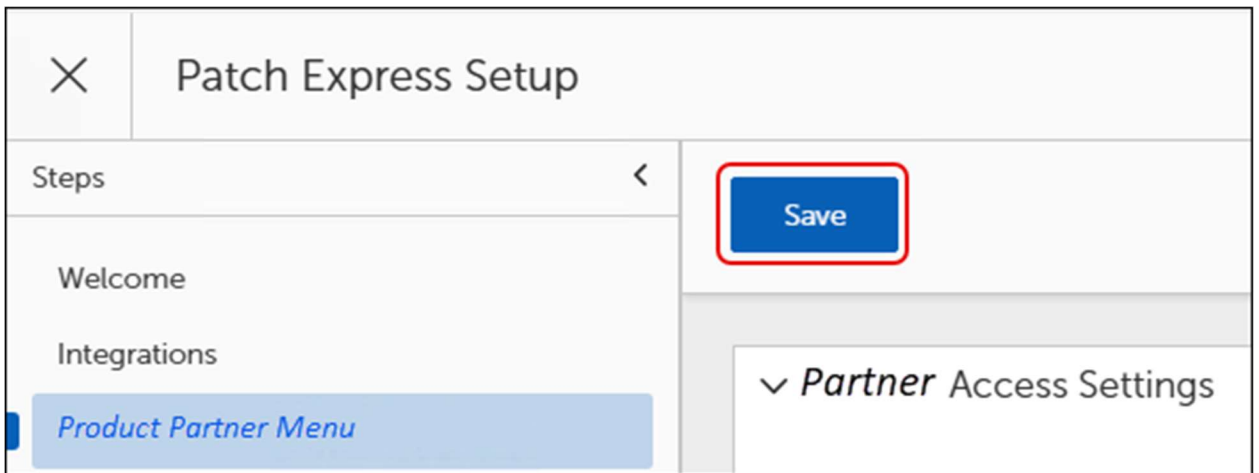 Patch Express Setup
Steps
Save
Welcome
Integrations
Product Partner Menu
Partner Access Settings